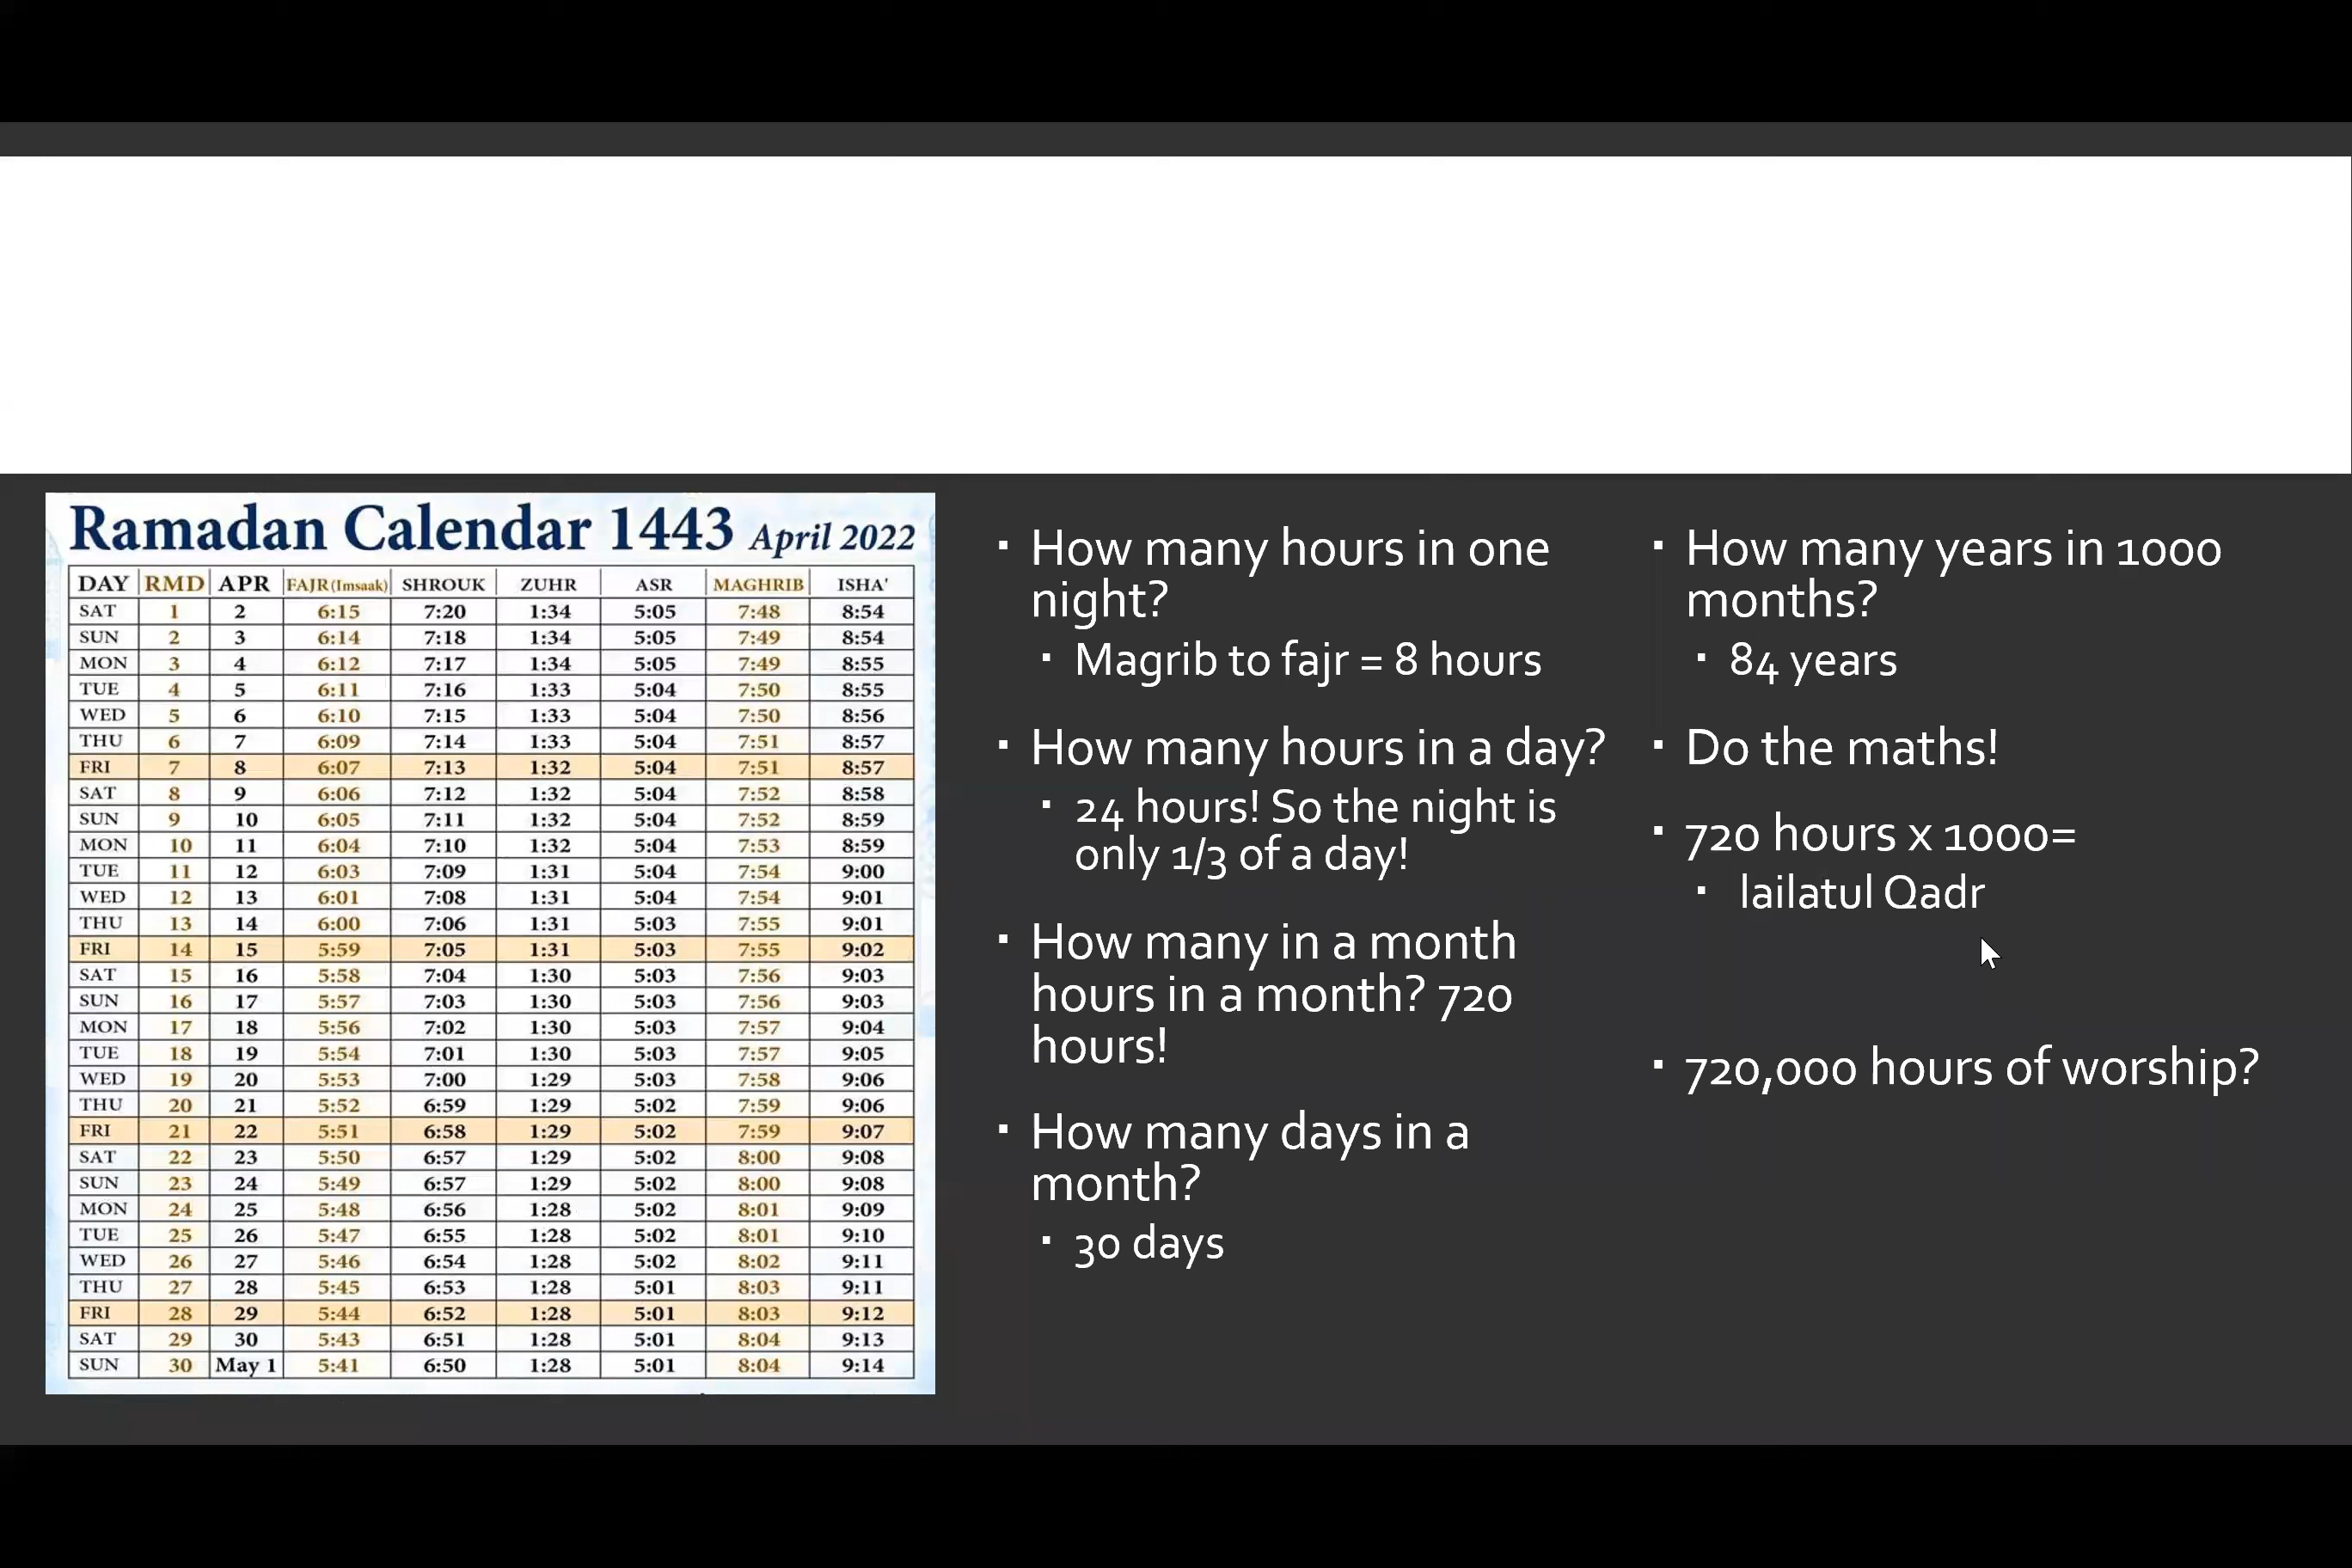 Ramadan Calendar 1443 April 2022
DAY RMD APR FAJR(Imsaak) SHROUK ZUHR ASR MAGHRIB ISHA'
SAT 1 2 6:15 7:20 1:34 5:05 7:48 8:54
SUN 2 3 6:14 7:18 1:34 5:05 7:49 8:54
MON 3 4 6:12 7:17 1:34 5:05 7:49 8:55
TUE 4 5 6:11 7:16 1:33 5:04 7:50 8:55
WED 5 6 6:10 7:15 1:33 5:04 7:50 8:56
THU 6 7 6:09 7:14 1:33 5:04 7:51 8:57
FRI 7 8 6:07 7:13 1:32 5:04 7:51 8:57
SAT 8 9 6:06 7:12 1:32 5:04 7:52 8:58
SUN 9 10 6:05 7:11 1:32 5:04 7:52 8:59
MON 10 11 6:04 7:10 1:32 5:04 7:53 8:59
TUE 11 12 6:03 7:09 1:31 5:04 7:54 9:00
WED 12 13 6:01 7:08 1:31 5:04 7:54 9:01
THU 13 14 6:00 7:06 1:31 5:03 7:55 9:01
FRI 14 15 5:59 7:05 1:31 5:03 7:55 9:02
SAT 15 16 5:58 7:04 1:30 5:03 7:56 9:03
SUN 16 17 5:57 7:03 1:30 5:03 7:56 9:03
MON 17 18 5:56 7:02 1:30 5:03 7:57 9:04
TUE 18 19 5:54 7:01 1:30 5:03 7:57 9:05
WED 19 20 5:53 7:00 1:29 5:03 7:58 9:06
THU 20 21 5:52 6:59 1:29 5:02 7:59 9:06
FRI 21 22 5:51 6:58 1:29 5:02 7:59 9:07
SAT 22 23 5:50 6:57 1:29 5:02 8:00 9:08
SUN 23 24 5:49 6:57 1:29 5:02 8:00 9:08
MON 24 25 5:48 6:56 1:28 5:02 8:01 9:09
TUE 25 26 5:47 6:55 1:28 5:02 8:01 9:10
WED 26 27 5:46 6:54 1:28 5:02 8:02 9:11
THU 27 28 5:45 6:53 1:28 5:01 8:03 9:11
FRI 28 29 5:44 6:52 1:28 5:01 8:03 9:12
SAT 29 30 5:43 6:51 1:28 5:01 8:04 9:13
SUN 30 May 1 5:41 6:50 1:28 5:01 8:04 9:14
▪ How many hours in one
night?
▪ Magrib to fajr = 8 hours
▪ How many hours in a day?
▪ 24 hours! So the night is
only 1/3 of a day!
▪ How many in a month
hours in a month? 720
hours!
▪ How many days in a
month?
▪ 30 days
▪ How many years in 1000
months?
▪ 84 years
▪ Do the maths!
▪ 720 hours x 1000=
▪ lailatul Qadr
▪ 720,000 hours of worship?